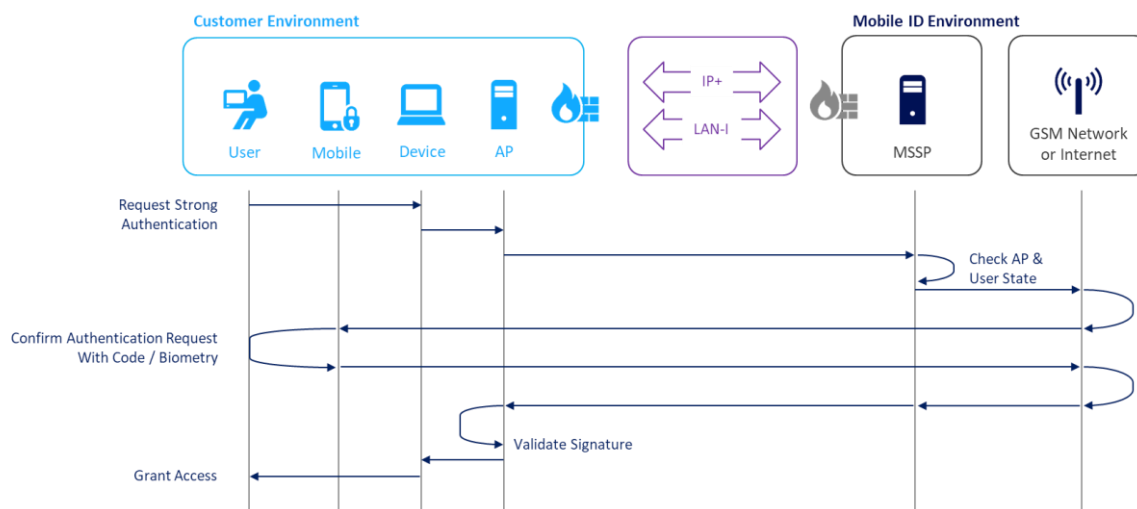 Customer Environment
Mobile ID Environment
IP+
LAN-I
User
Mobile
Device
AP
MSSP
GSM Network
or Internet
Request Strong
Authentication
Check AP &
User State
Confirm Authentication Request
With Code / Biometry
Validate Signature
Grant Access